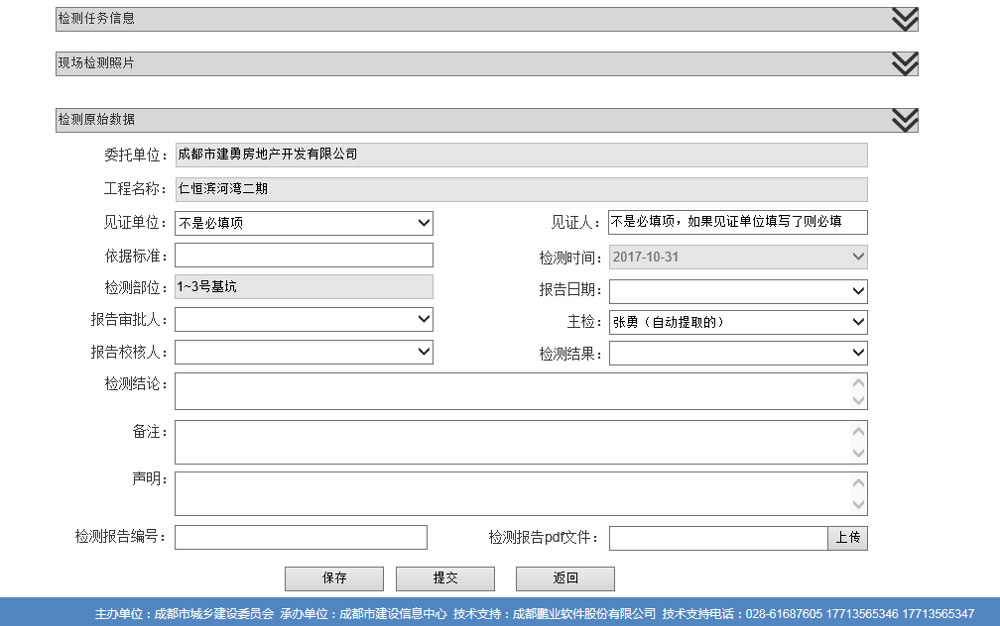 检测任务信息
现场检测照片
检测原始数据
委托单位： 成都市建勇房地产开发有限公司
工程名称： 仁恒滨河湾二期
见证单位： 不是必填项 见证人： 不是必填项，如果见证单位填写了则必填
依据标准： 检测时间： 2017-10-31
检测部位： 1~3号基坑 报告日期：
报告审批人： 主检： 张勇（自动提取的）
报告校核人： 检测结果：
检测结论：
备注：
声明：
检测报告编号： 检测报告pdf文件： 上传
保存 提交 返回
主办单位：成都市城乡建设委员会 承办单位：成都市建设信息中心 技术支持：成都鹏业软件股份有限公司 技术支持电话：028-61687605 17713565346 17713565347